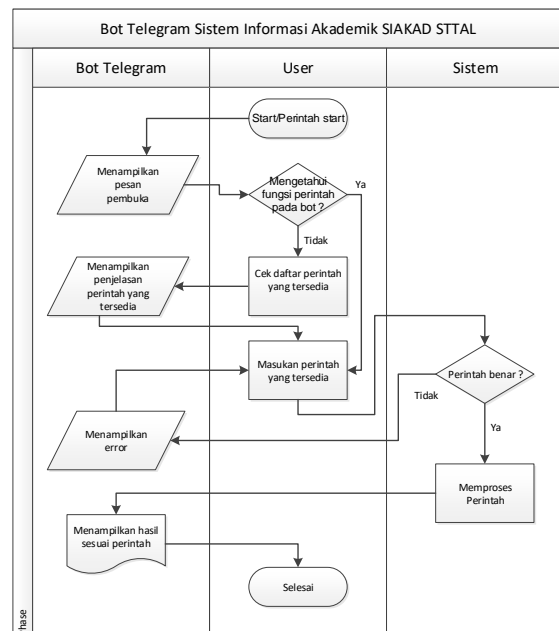 Bot Telegram Sistem Informasi Akademik SIAKAD STTAL
Bot Telegram
User
Sistem
Start/Perintah start
Menampilkan
pesan
pembuka
Mengetahui
fungsi perintah
pada bot ?
Ya
Tidak
Menampilkan
penjelasan
perintah yang
tersedia
Cek daftar perintah
yang tersedia
Masukan perintah
yang tersedia
Perintah benar ?
Tidak
Ya
Menampilkan
error
Memproses
Perintah
Menampilkan hasil
sesuai perintah
Selesai